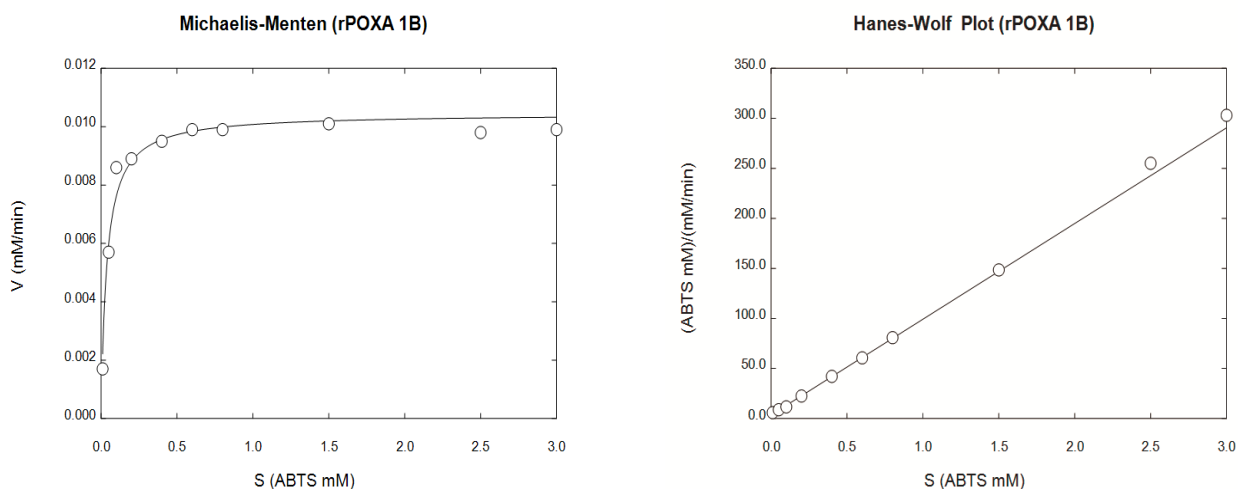 Michaelis-Menten (rPOXA 1B)
0.012
0.010
0.008
0.006
0.004
0.002
0.000
V (mM/min)
0.0 0.5 1.0 1.5 2.0 2.5 3.0
S (ABTS mM)
Hanes-Wolf Plot (rPOXA 1B)
350.0
300.0
250.0
200.0
150.0
100.0
50.0
0.0
(ABTS mM)/(mM/min)
0.0 0.5 1.0 1.5 2.0 2.5 3.0
S (ABTS mM)